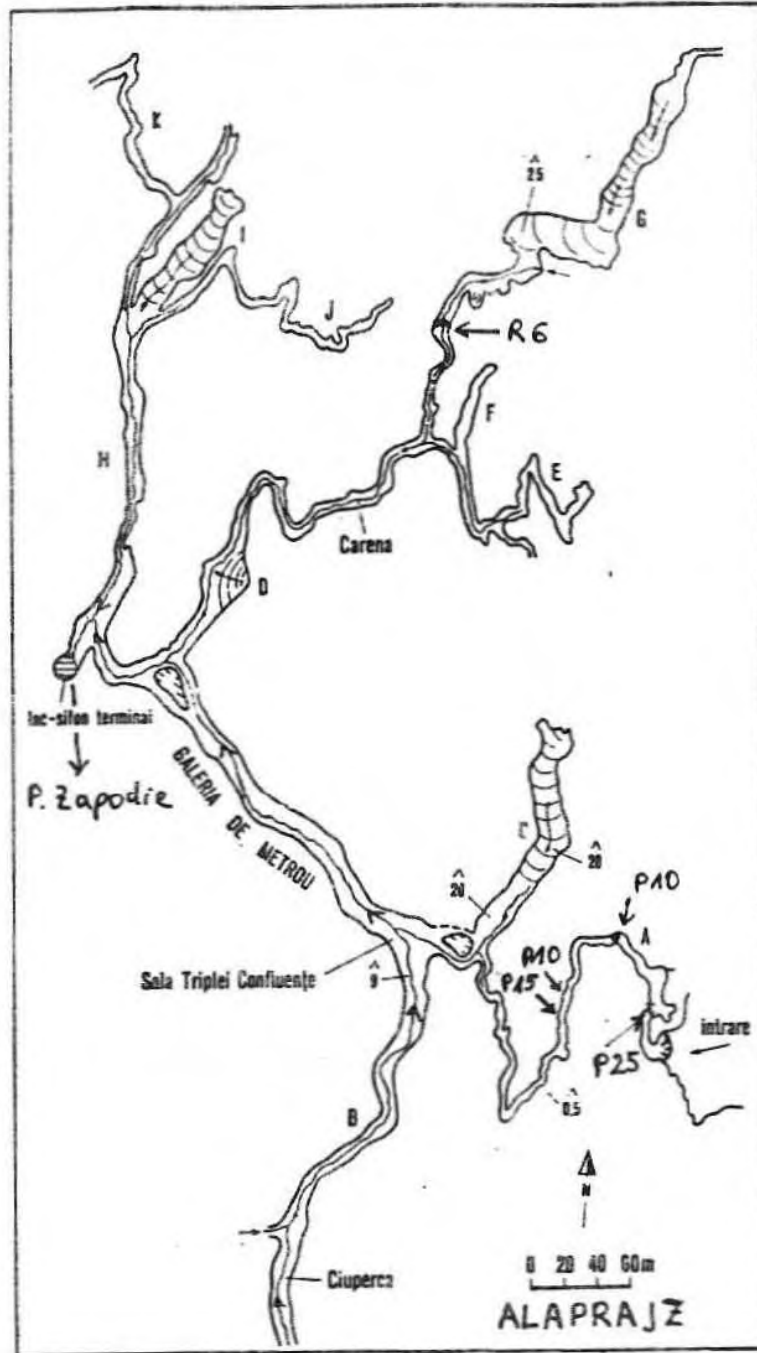 K
25
I
G
J
R6
F
H
E
Carena
D
lac-sifon terminal
P. Zapodie
GALERIA DE METROU
20
20
P10
A
Sala Triplei Confluențe
9
P10
P15
intrare
P25
B
0,5
N
Ciuperca
0 20 40 60m
ALAPRAJZ